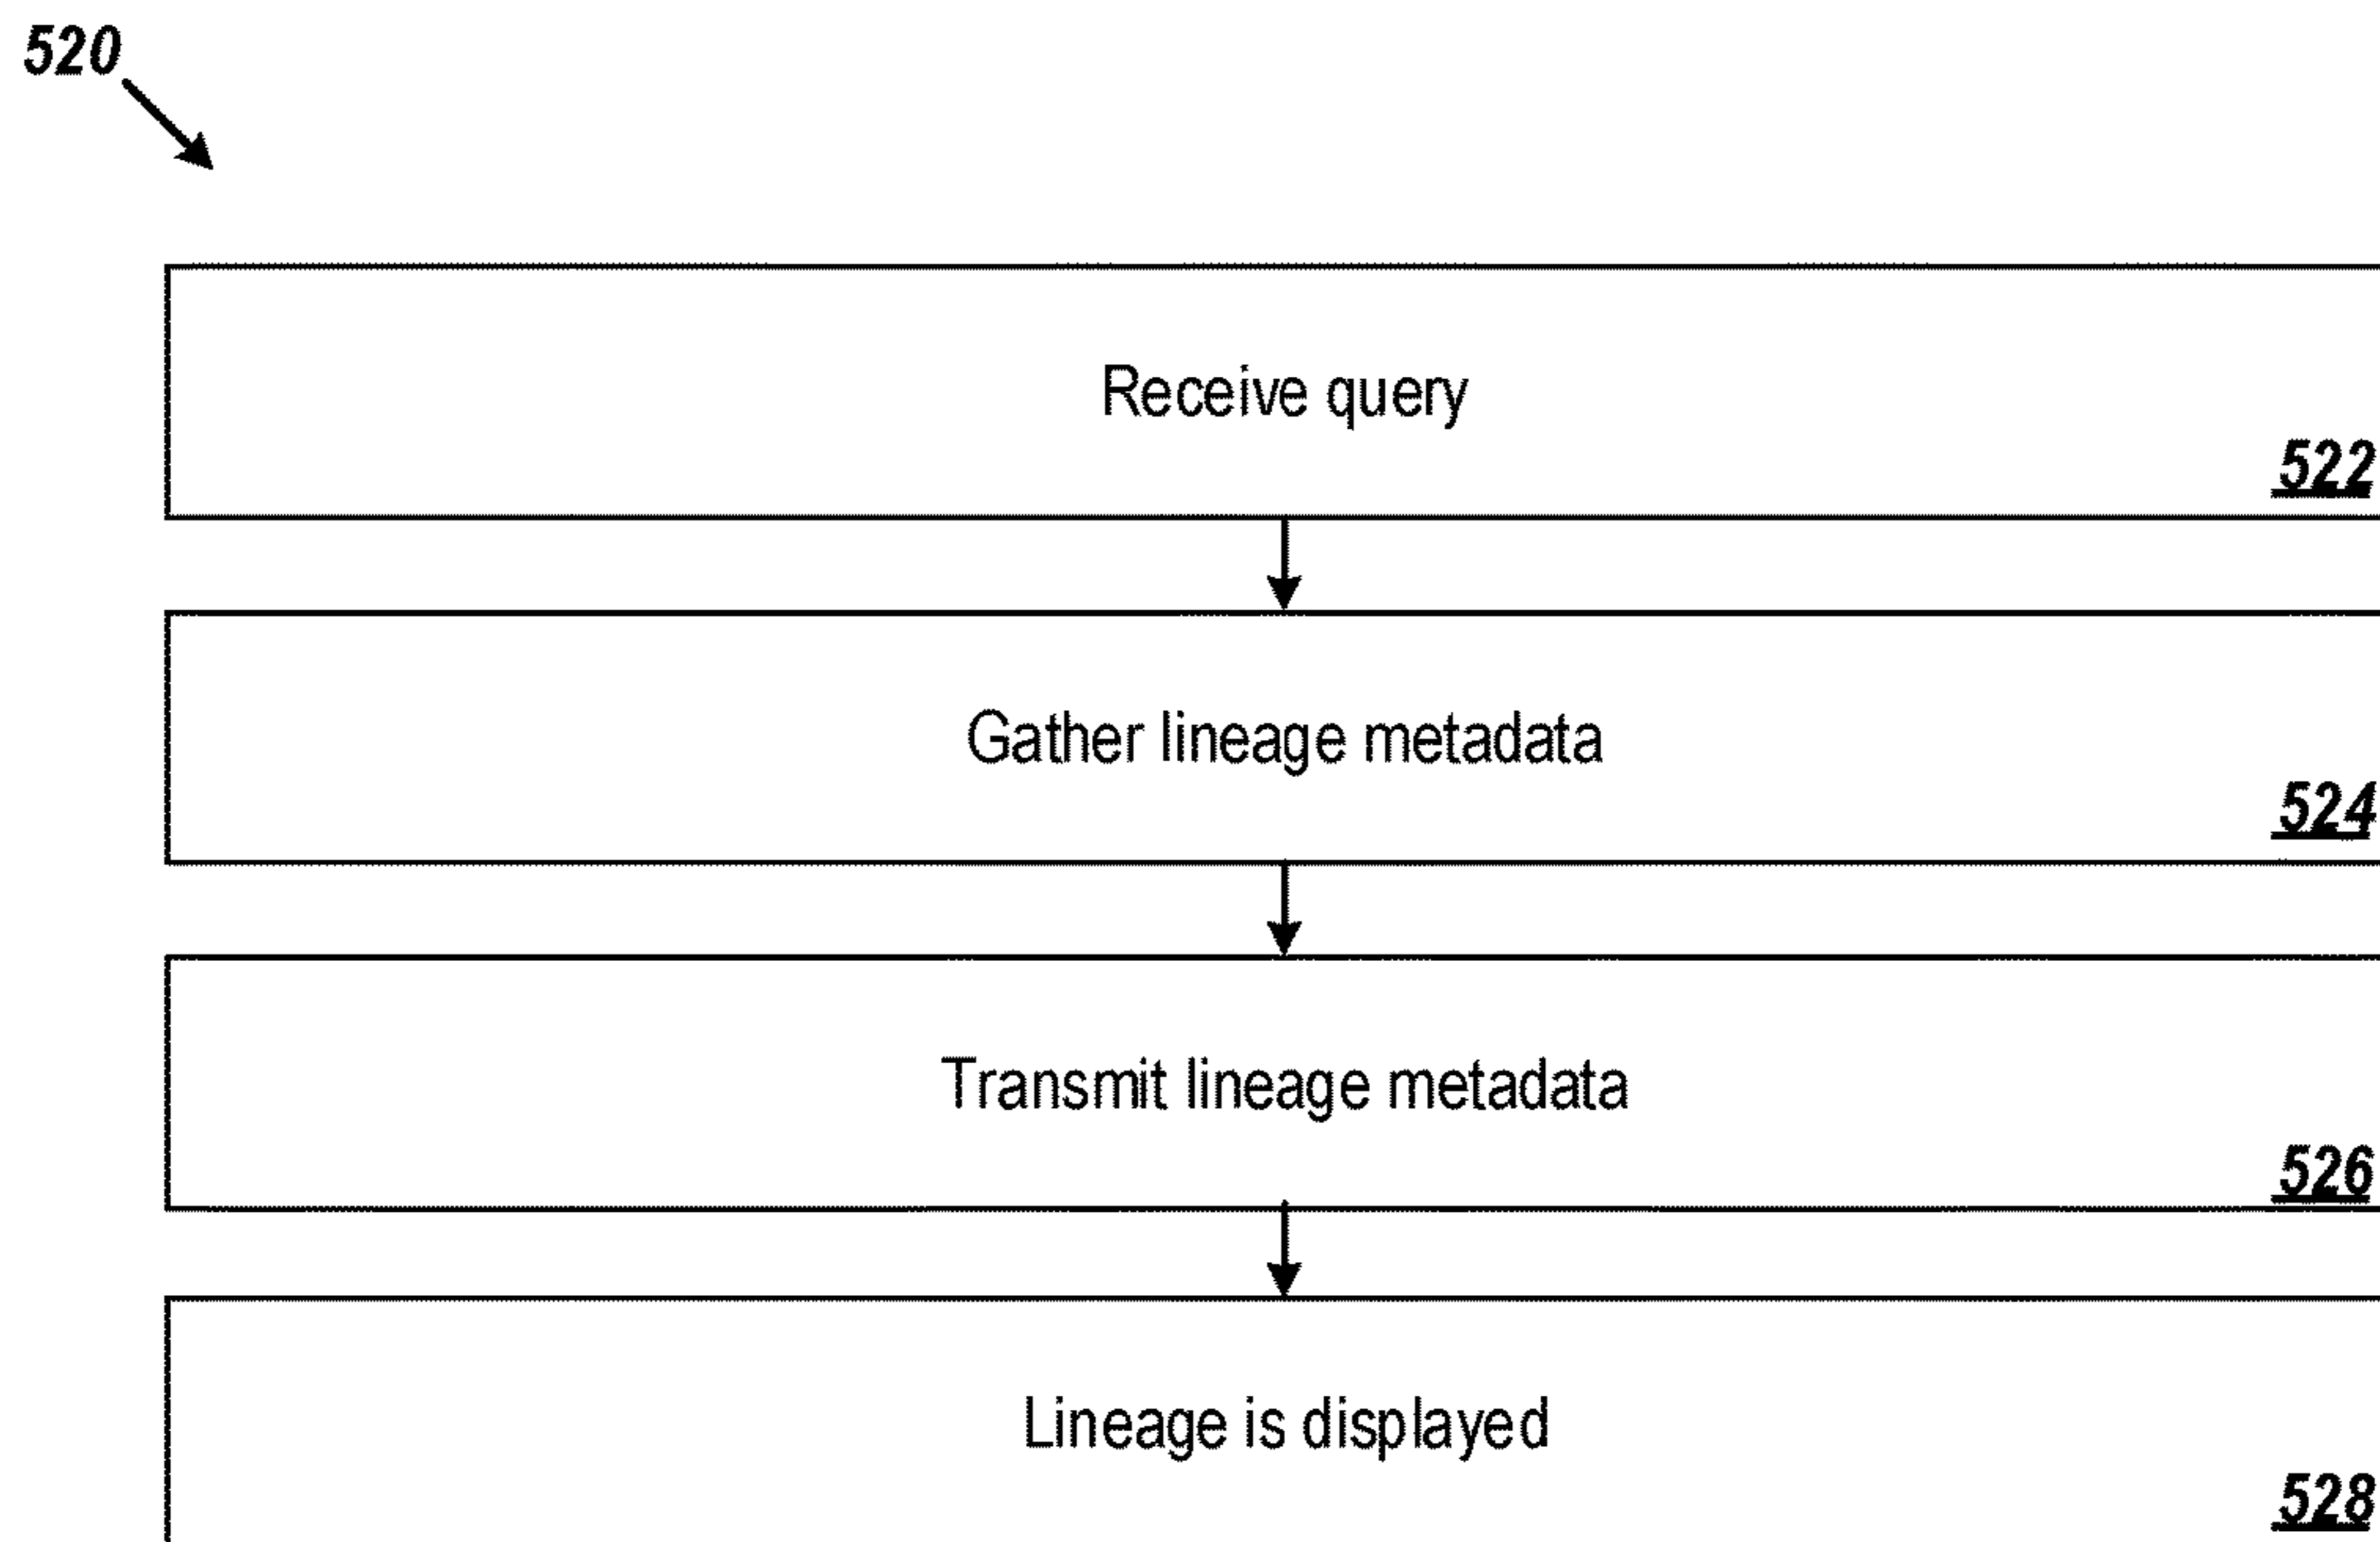 520
Receive query
522
Gather lineage metadata
524
Transmit lineage metadata
526
Lineage is displayed
528